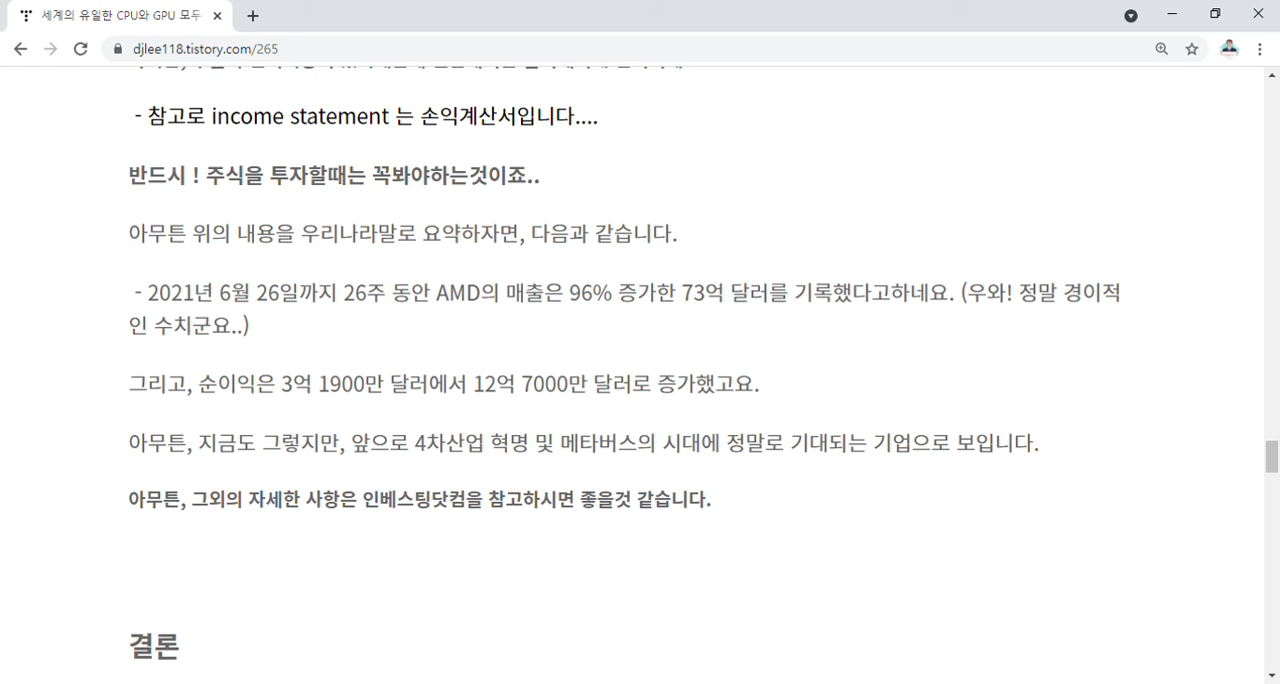 세계의 유일한 CPU와 GPU 모두
djlee118.tistory.com/265
- 참고로 income statement 는 손익계산서입니다....
반드시 ! 주식을 투자할때는 꼭봐야하는것이죠..
아무튼 위의 내용을 우리나라말로 요약하자면, 다음과 같습니다.
- 2021년 6월 26일까지 26주 동안 AMD의 매출은 96% 증가한 73억 달러를 기록했다고하네요. (우와! 정말 경이적
인 수치군요..)
그리고, 순이익은 3억 1900만 달러에서 12억 7000만 달러로 증가했고요.
아무튼, 지금도 그렇지만, 앞으로 4차산업 혁명 및 메타버스의 시대에 정말로 기대되는 기업으로 보입니다.
아무튼, 그외의 자세한 사항은 인베스팅닷컴을 참고하시면 좋을것 같습니다.
결론